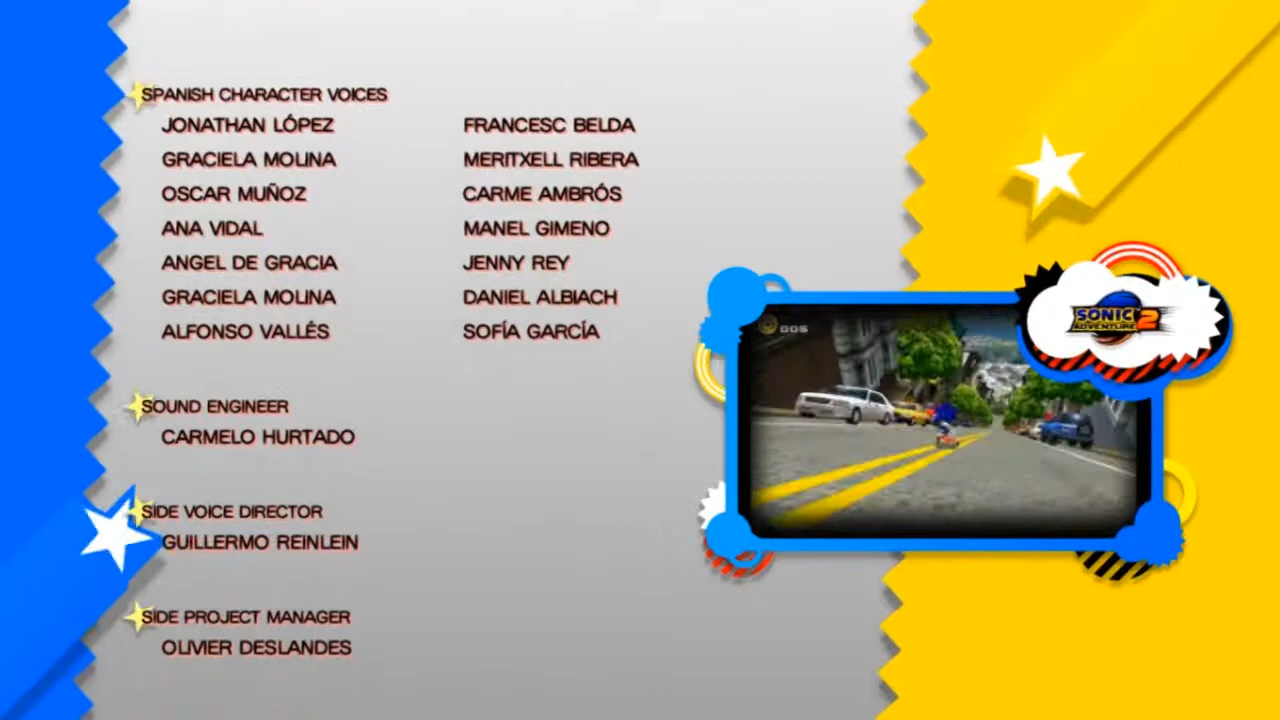 SPANISH CHARACTER VOICES
JONATHAN LÓPEZ
FRANCESC BELDA
GRACIELA MOLINA
MERITXELL RIBERA
OSCAR MUÑOZ
CARME AMBRÓS
ANA VIDAL
MANEL GIMENO
ANGEL DE GRACIA
JENNY REY
GRACIELA MOLINA
DANIEL ALBIACH
ALFONSO VALLÉS
SOFÍA GARCÍA
SOUND ENGINEER
CARMELO HURTADO
SIDE VOICE DIRECTOR
GUILLERMO REINLEIN
SIDE PROJECT MANAGER
OLIVIER DESLANDES
SONIC
ADVENTURE 2
005